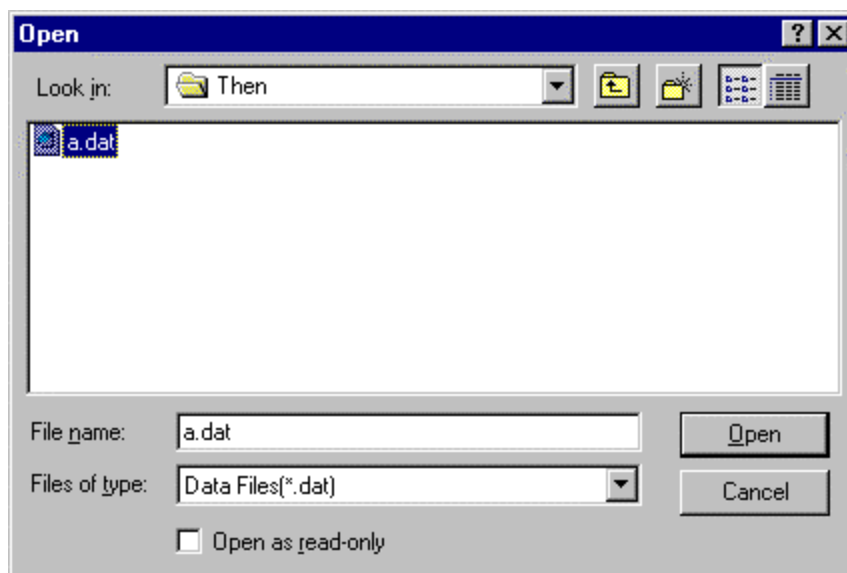 Open
Look in: Then
a.dat
File name: a.dat Open
Files of type: Data Files(*.dat) Cancel
Open as read-only